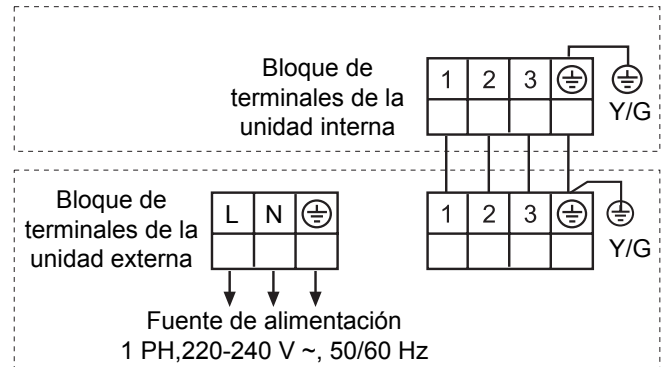 Bloque de
terminales de la
unidad interna
1 2 3
Y/G
Bloque de
terminales de la
unidad externa
L N
1 2 3
Y/G
Fuente de alimentación
1 PH,220-240 V ~, 50/60 Hz